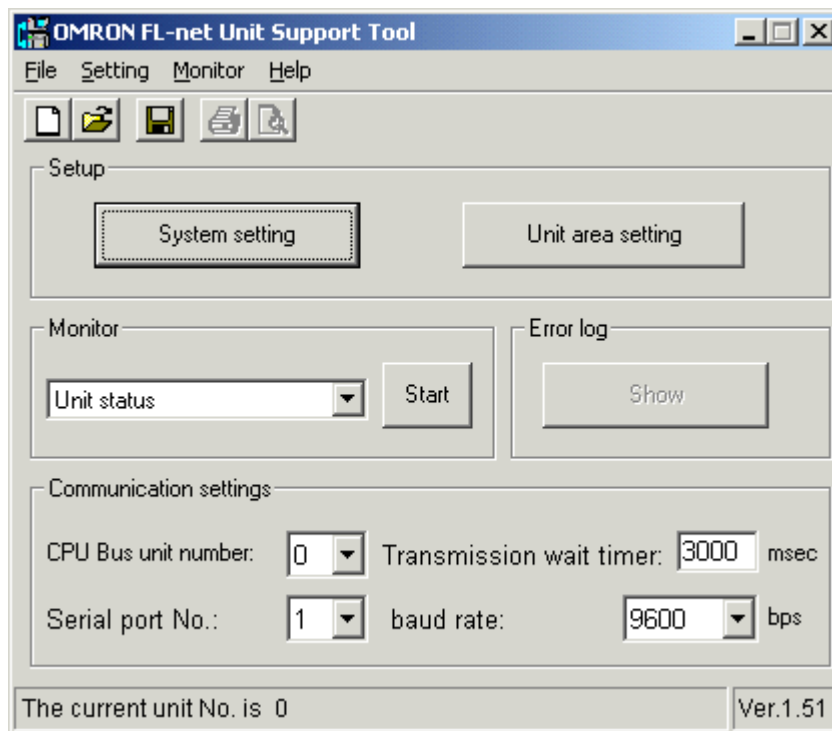 OMRON FL-net Unit Support Tool
File Setting Monitor Help
Setup
System setting Unit area setting
Monitor Error log
Unit status Start Show
Communication settings
CPU Bus unit number: 0 Transmission wait timer: 3000 msec
Serial port No.: 1 baud rate: 9600 bps
The current unit No. is 0 Ver.1.51